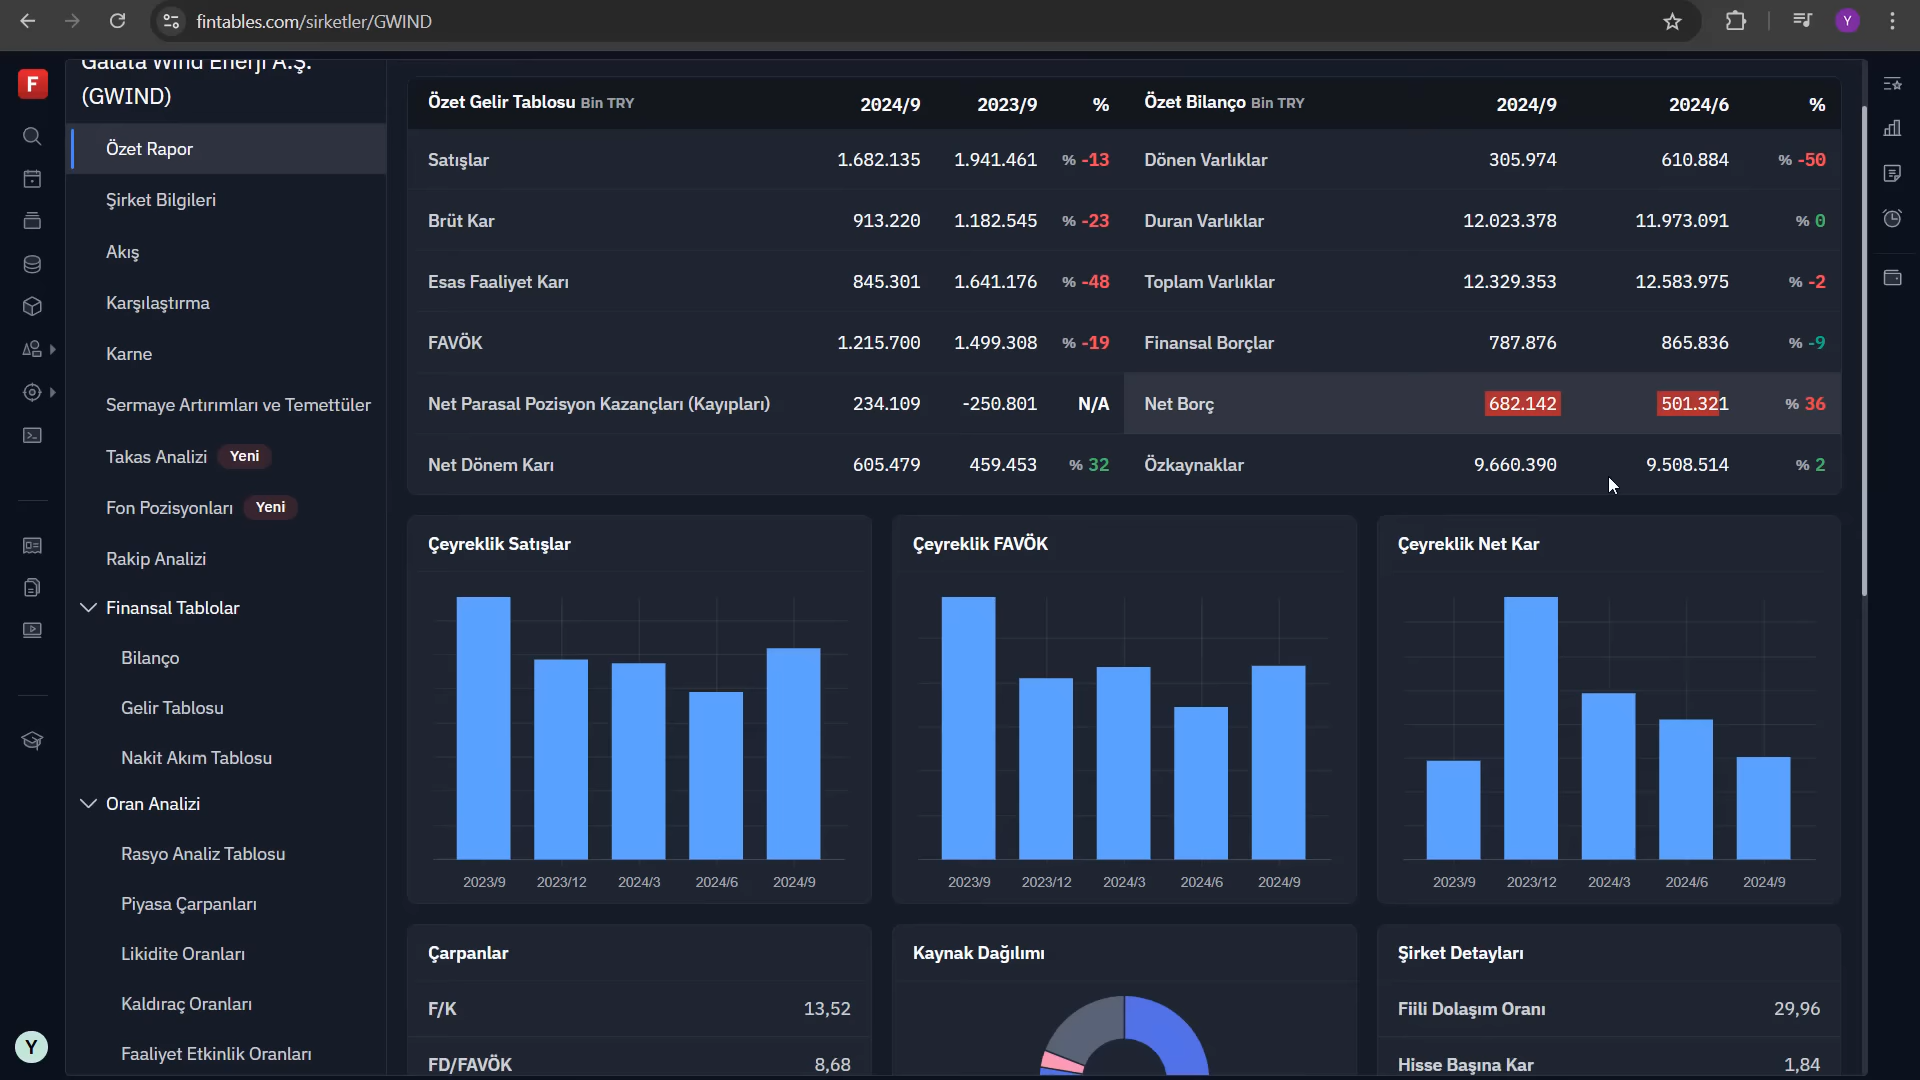 fintables.com/sirketler/GWIND
Y
F
Galata Wind Enerji A.Ş.
(GWIND)
Özet Rapor
Şirket Bilgileri
Akış
Karşılaştırma
Karne
Sermaye Artırımları ve Temettüler
Takas Analizi Yeni
Fon Pozisyonları Yeni
Rakip Analizi
Finansal Tablolar
Bilanço
Gelir Tablosu
Nakit Akım Tablosu
Oran Analizi
Rasyo Analiz Tablosu
Piyasa Çarpanları
Likidite Oranları
Kaldıraç Oranları
Faaliyet Etkinlik Oranları
Y
Özet Gelir Tablosu Bin TRY 2024/9 2023/9 %
Satışlar 1.682.135 1.941.461 % -13
Brüt Kar 913.220 1.182.545 % -23
Esas Faaliyet Karı 845.301 1.641.176 % -48
FAVÖK 1.215.700 1.499.308 % -19
Net Parasal Pozisyon Kazançları (Kayıpları) 234.109 -250.801 N/A
Net Dönem Karı 605.479 459.453 % 32
Özet Bilanço Bin TRY 2024/9 2024/6 %
Dönen Varlıklar 305.974 610.884 % -50
Duran Varlıklar 12.023.378 11.973.091 % 0
Toplam Varlıklar 12.329.353 12.583.975 % -2
Finansal Borçlar 787.876 865.836 % -9
Net Borç 682.142 501.321 % 36
Özkaynaklar 9.660.390 9.508.514 % 2
Çeyreklik Satışlar
2023/9 2023/12 2024/3 2024/6 2024/9
Çeyreklik FAVÖK
2023/9 2023/12 2024/3 2024/6 2024/9
Çeyreklik Net Kar
2023/9 2023/12 2024/3 2024/6 2024/9
Çarpanlar
F/K 13,52
FD/FAVÖK 8,68
Kaynak Dağılımı
Şirket Detayları
Fiili Dolaşım Oranı 29,96
Hisse Başına Kar 1,84